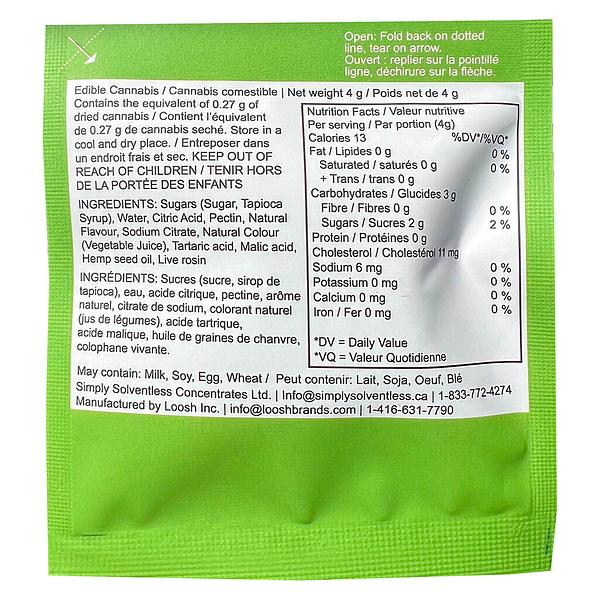 Open: Fold back on dotted
line, tear on arrow.
Ouvert : replier sur la pointillé
ligne, déchirure sur la flèche.
Edible Cannabis / Cannabis comestible | Net weight 4 g / Poids net de 4 g
Contains the equivalent of 0.27 g of
dried cannabis / Contient l'équivalent
de 0.27 g de cannabis seché. Store in a
cool and dry place. / Entreposer dans
un endroit frais et sec. KEEP OUT OF
REACH OF CHILDREN / TENIR HORS
DE LA PORTÉE DES ENFANTS
INGREDIENTS: Sugars (Sugar, Tapioca
Syrup), Water, Citric Acid, Pectin, Natural
Flavour, Sodium Citrate, Natural Colour
(Vegetable Juice), Tartaric acid, Malic acid,
Hemp seed oil, Live rosin
INGRÉDIENTS: Sucres (sucre, sirop de
tapioca), eau, acide citrique, pectine, arôme
naturel, citrate de sodium, colorant naturel
(jus de légumes), acide tartrique,
acide malique, huile de graines de chanvre,
colophane vivante.
Nutrition Facts / Valeur nutritive
Per serving / Par portion (4g)
Calories 13 %DV*/%VQ*
Fat / Lipides 0 g 0 %
Saturated / saturés 0 g 0 %
+ Trans / trans 0 g
Carbohydrates / Glucides 3 g
Fibre / Fibres 0 g 0 %
Sugars / Sucres 2 g 2 %
Protein / Protéines 0 g
Cholesterol / Cholestérol 11 mg
Sodium 6 mg 0 %
Potassium 0 mg 0 %
Calcium 0 mg 0 %
Iron / Fer 0 mg 0 %
*DV = Daily Value
*VQ = Valeur Quotidienne
May contain: Milk, Soy, Egg, Wheat / Peut contenir: Lait, Soja, Oeuf, Blé
Simply Solventless Concentrates Ltd. | Info@simplysolventless.ca | 1-833-772-4274
Manufactured by Loosh Inc. | info@looshbrands.com | 1-416-631-7790